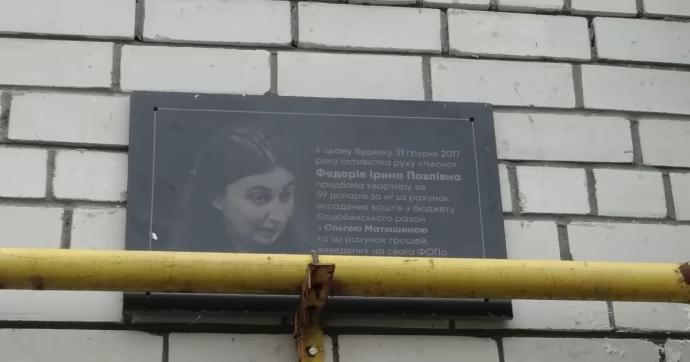 У цьому будинку 31 грудня 2017
року активістка руху «Чесно»
Федорів Ірина Павлівна
придбала квартиру за
59 доларів за м² за рахунок
вкрадених коштів з бюджету
Коцюбинського разом
з Ольгою Матюшиною
та за рахунок грошей,
виведених на свого ФОПа